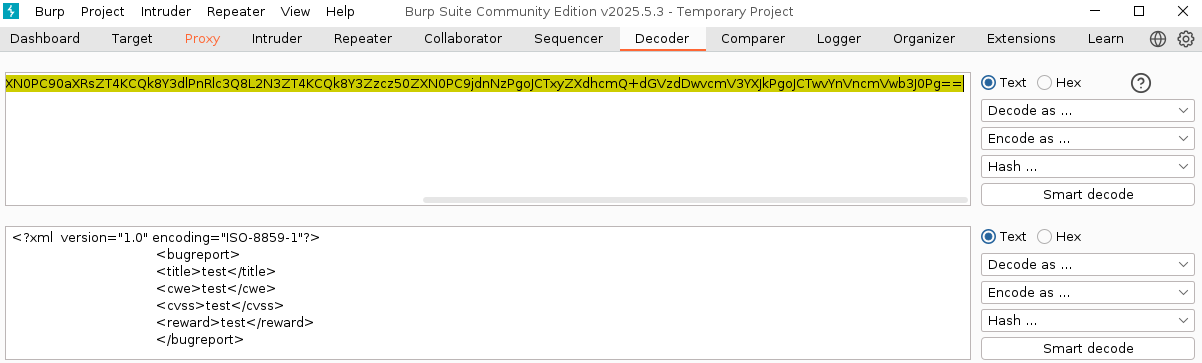 Burp Project Intruder Repeater View Help Burp Suite Community Edition v2025.5.3 - Temporary Project
Dashboard Target Proxy Intruder Repeater Collaborator Sequencer Decoder Comparer Logger Organizer Extensions Learn
XN0PC90aXRsZT4KCQk8Y3dlPnRlc3Q8L2N3ZT4KCQk8Y3Zzcz50ZXN0PC9jdnNzPgoJCTxyZXdhcmQ+dGVzdDwvcmV3YXJkPgoJCTwvYnVncmVwb3J0Pg==
Text Hex ?
Decode as ...
Encode as ...
Hash ...
Smart decode
<?xml  version="1.0" encoding="ISO-8859-1"?>
<bugreport>
<title>test</title>
<cwe>test</cwe>
<cvss>test</cvss>
<reward>test</reward>
</bugreport>
Text Hex
Decode as ...
Encode as ...
Hash ...
Smart decode